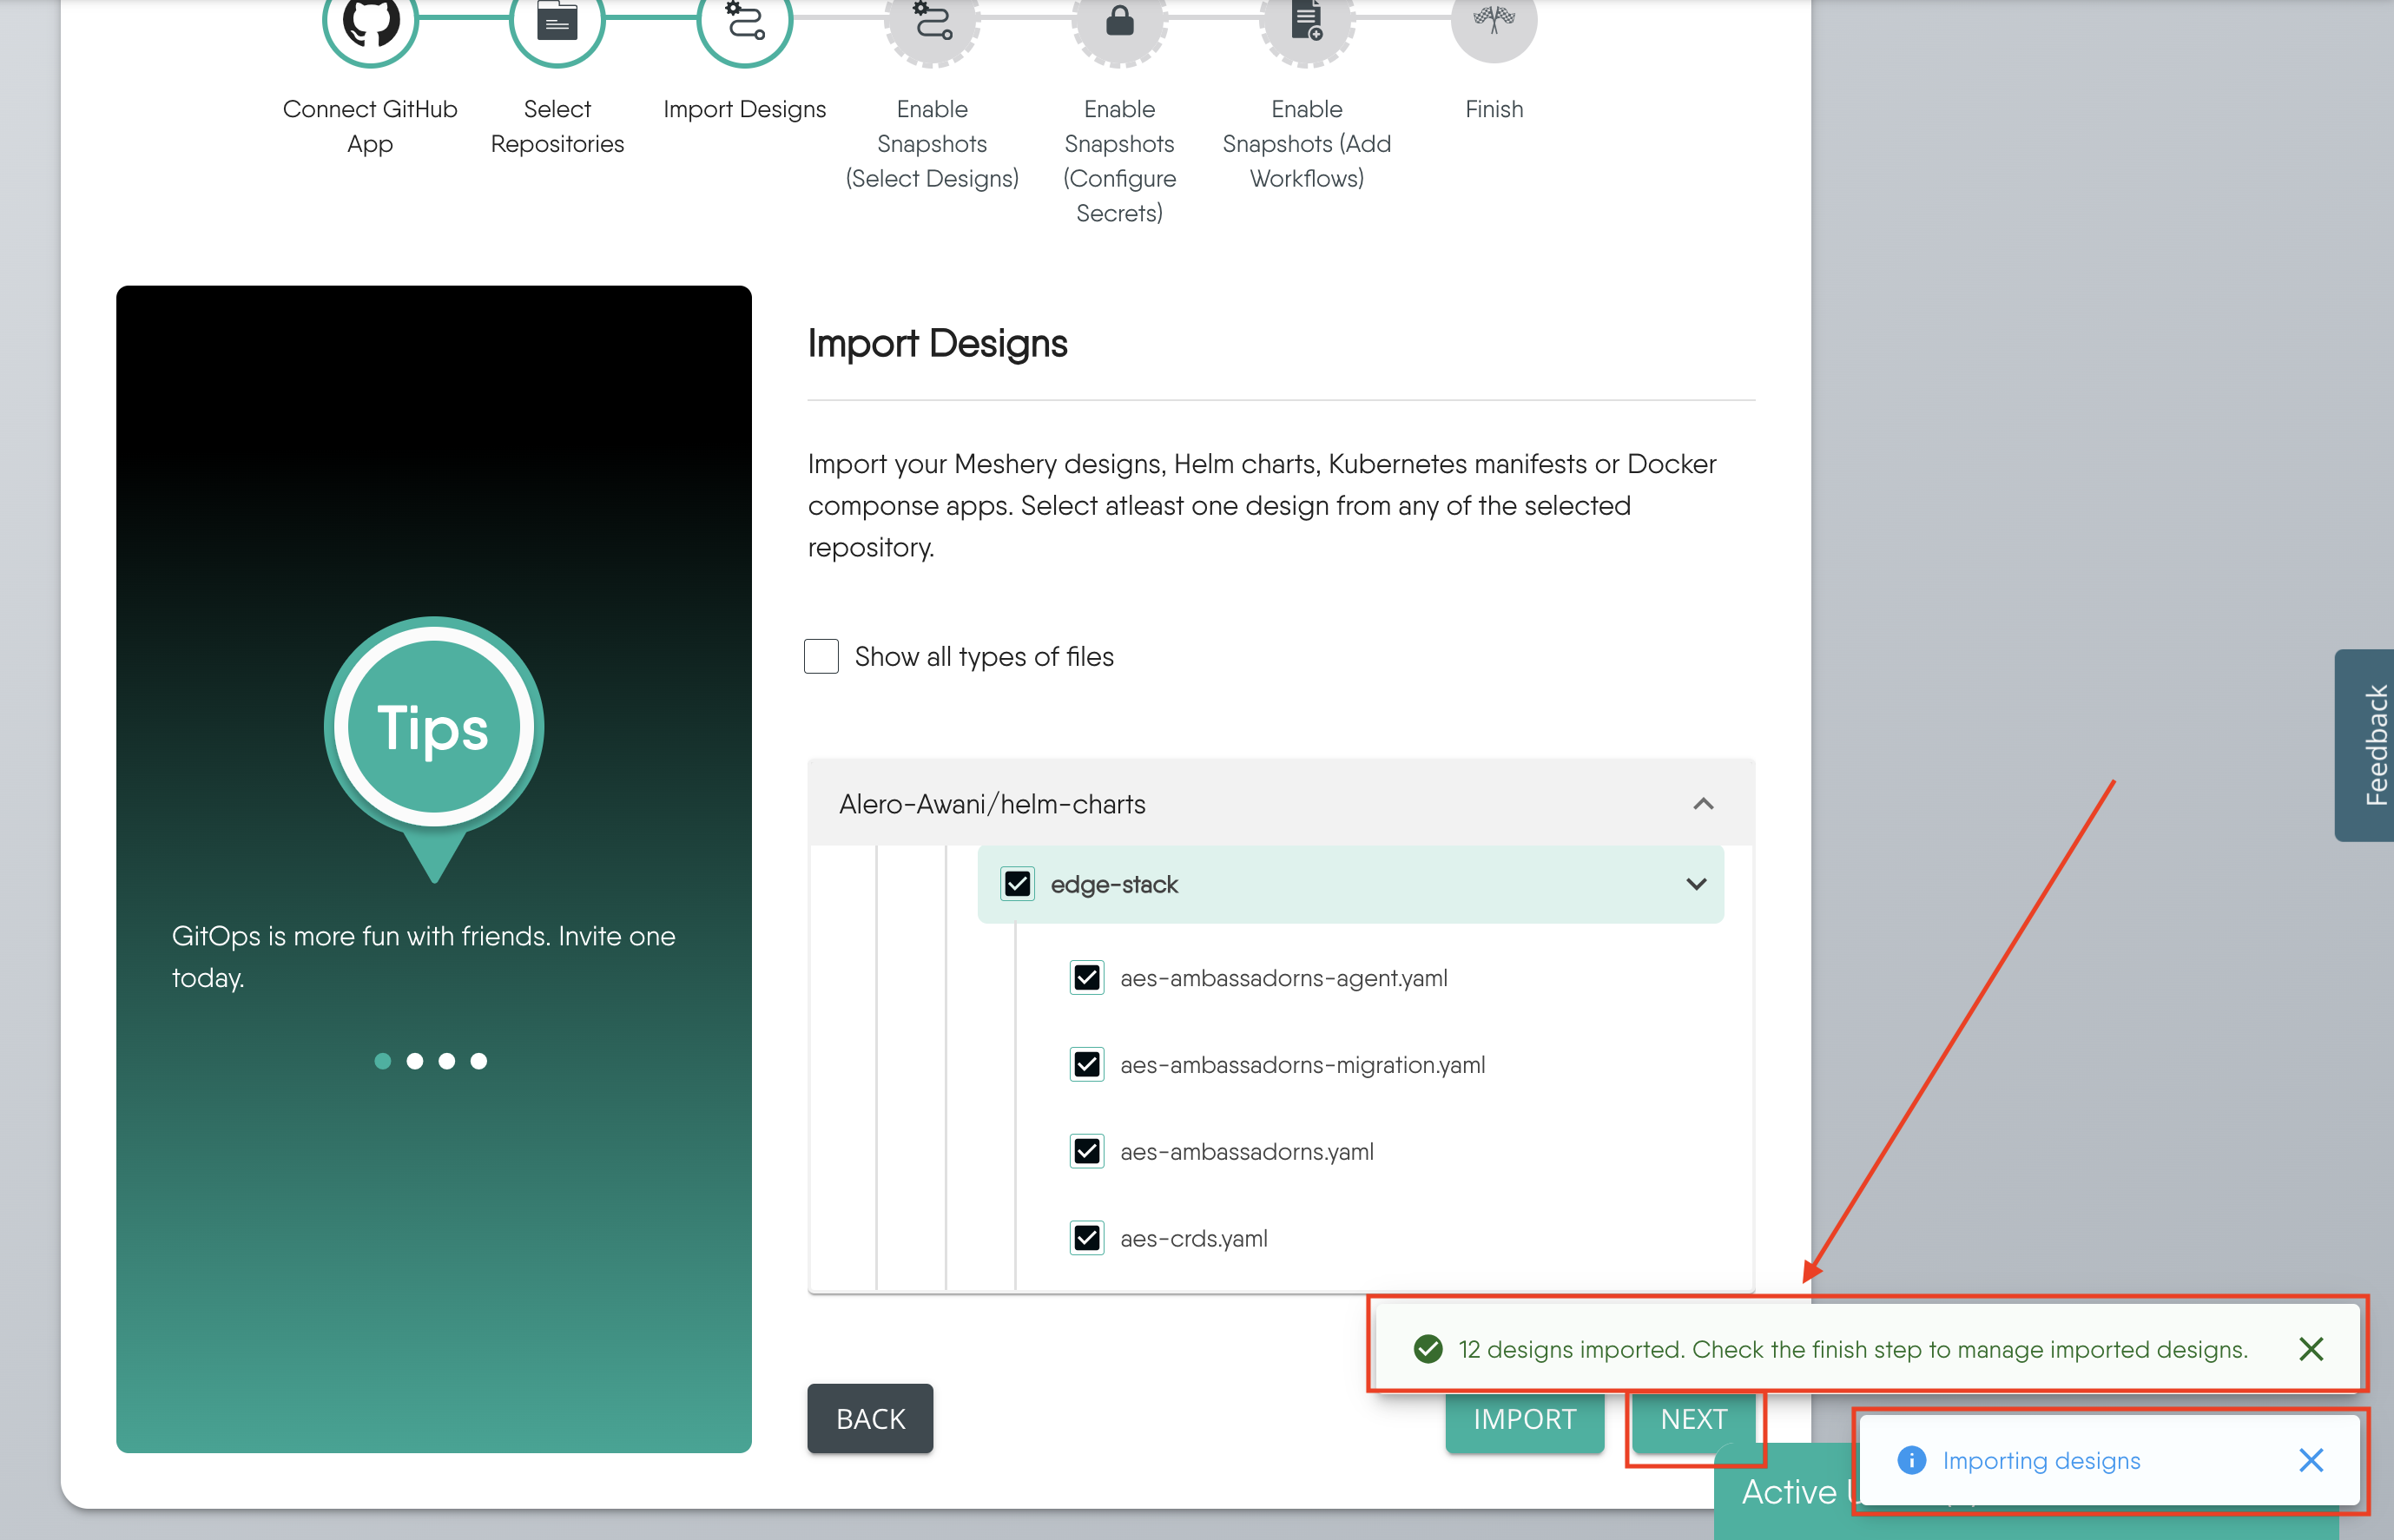 Connect GitHub
App
Select
Repositories
Import Designs
Enable
Snapshots
(Select Designs)
Enable
Snapshots
(Configure
Secrets)
Enable
Snapshots (Add
Workflows)
Finish
Tips
GitOps is more fun with friends. Invite one
today.
Import Designs
Import your Meshery designs, Helm charts, Kubernetes manifests or Docker
componse apps. Select atleast one design from any of the selected
repository.
Show all types of files
Alero-Awani/helm-charts
edge-stack
aes-ambassadorns-agent.yaml
aes-ambassadorns-migration.yaml
aes-ambassadorns.yaml
aes-crds.yaml
Feedback
12 designs imported. Check the finish step to manage imported designs.
BACK
IMPORT
NEXT
Importing designs
Active